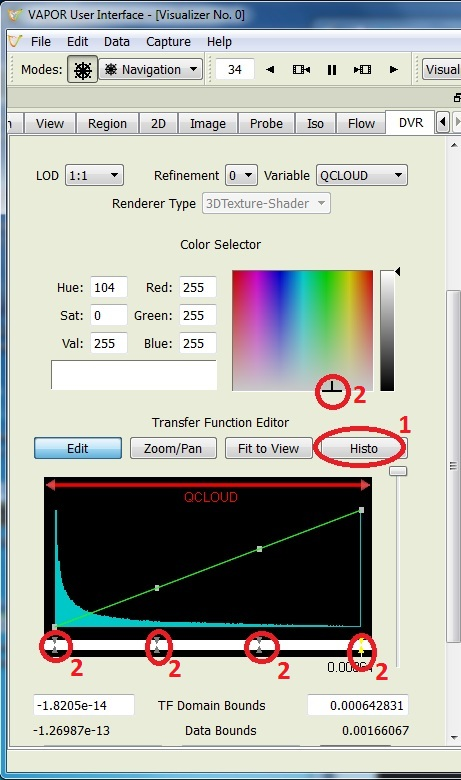 VAPOR User Interface - [Visualizer No. 0]
File Edit Data Capture Help
Modes: Navigation 34 Visual
View Region 2D Image Probe Iso Flow DVR
LOD 1:1 Refinement 0 Variable QCLOUD
Renderer Type 3DTexture-Shader
Color Selector
Hue: 104 Red: 255
Sat: 0 Green: 255
Val: 255 Blue: 255
2
Transfer Function Editor
1
Edit Zoom/Pan Fit to View Histo
QCLOUD
2 2 2 2
-1.8205e-14 TF Domain Bounds 0.000642831
-1.26987e-13 Data Bounds 0.00166067